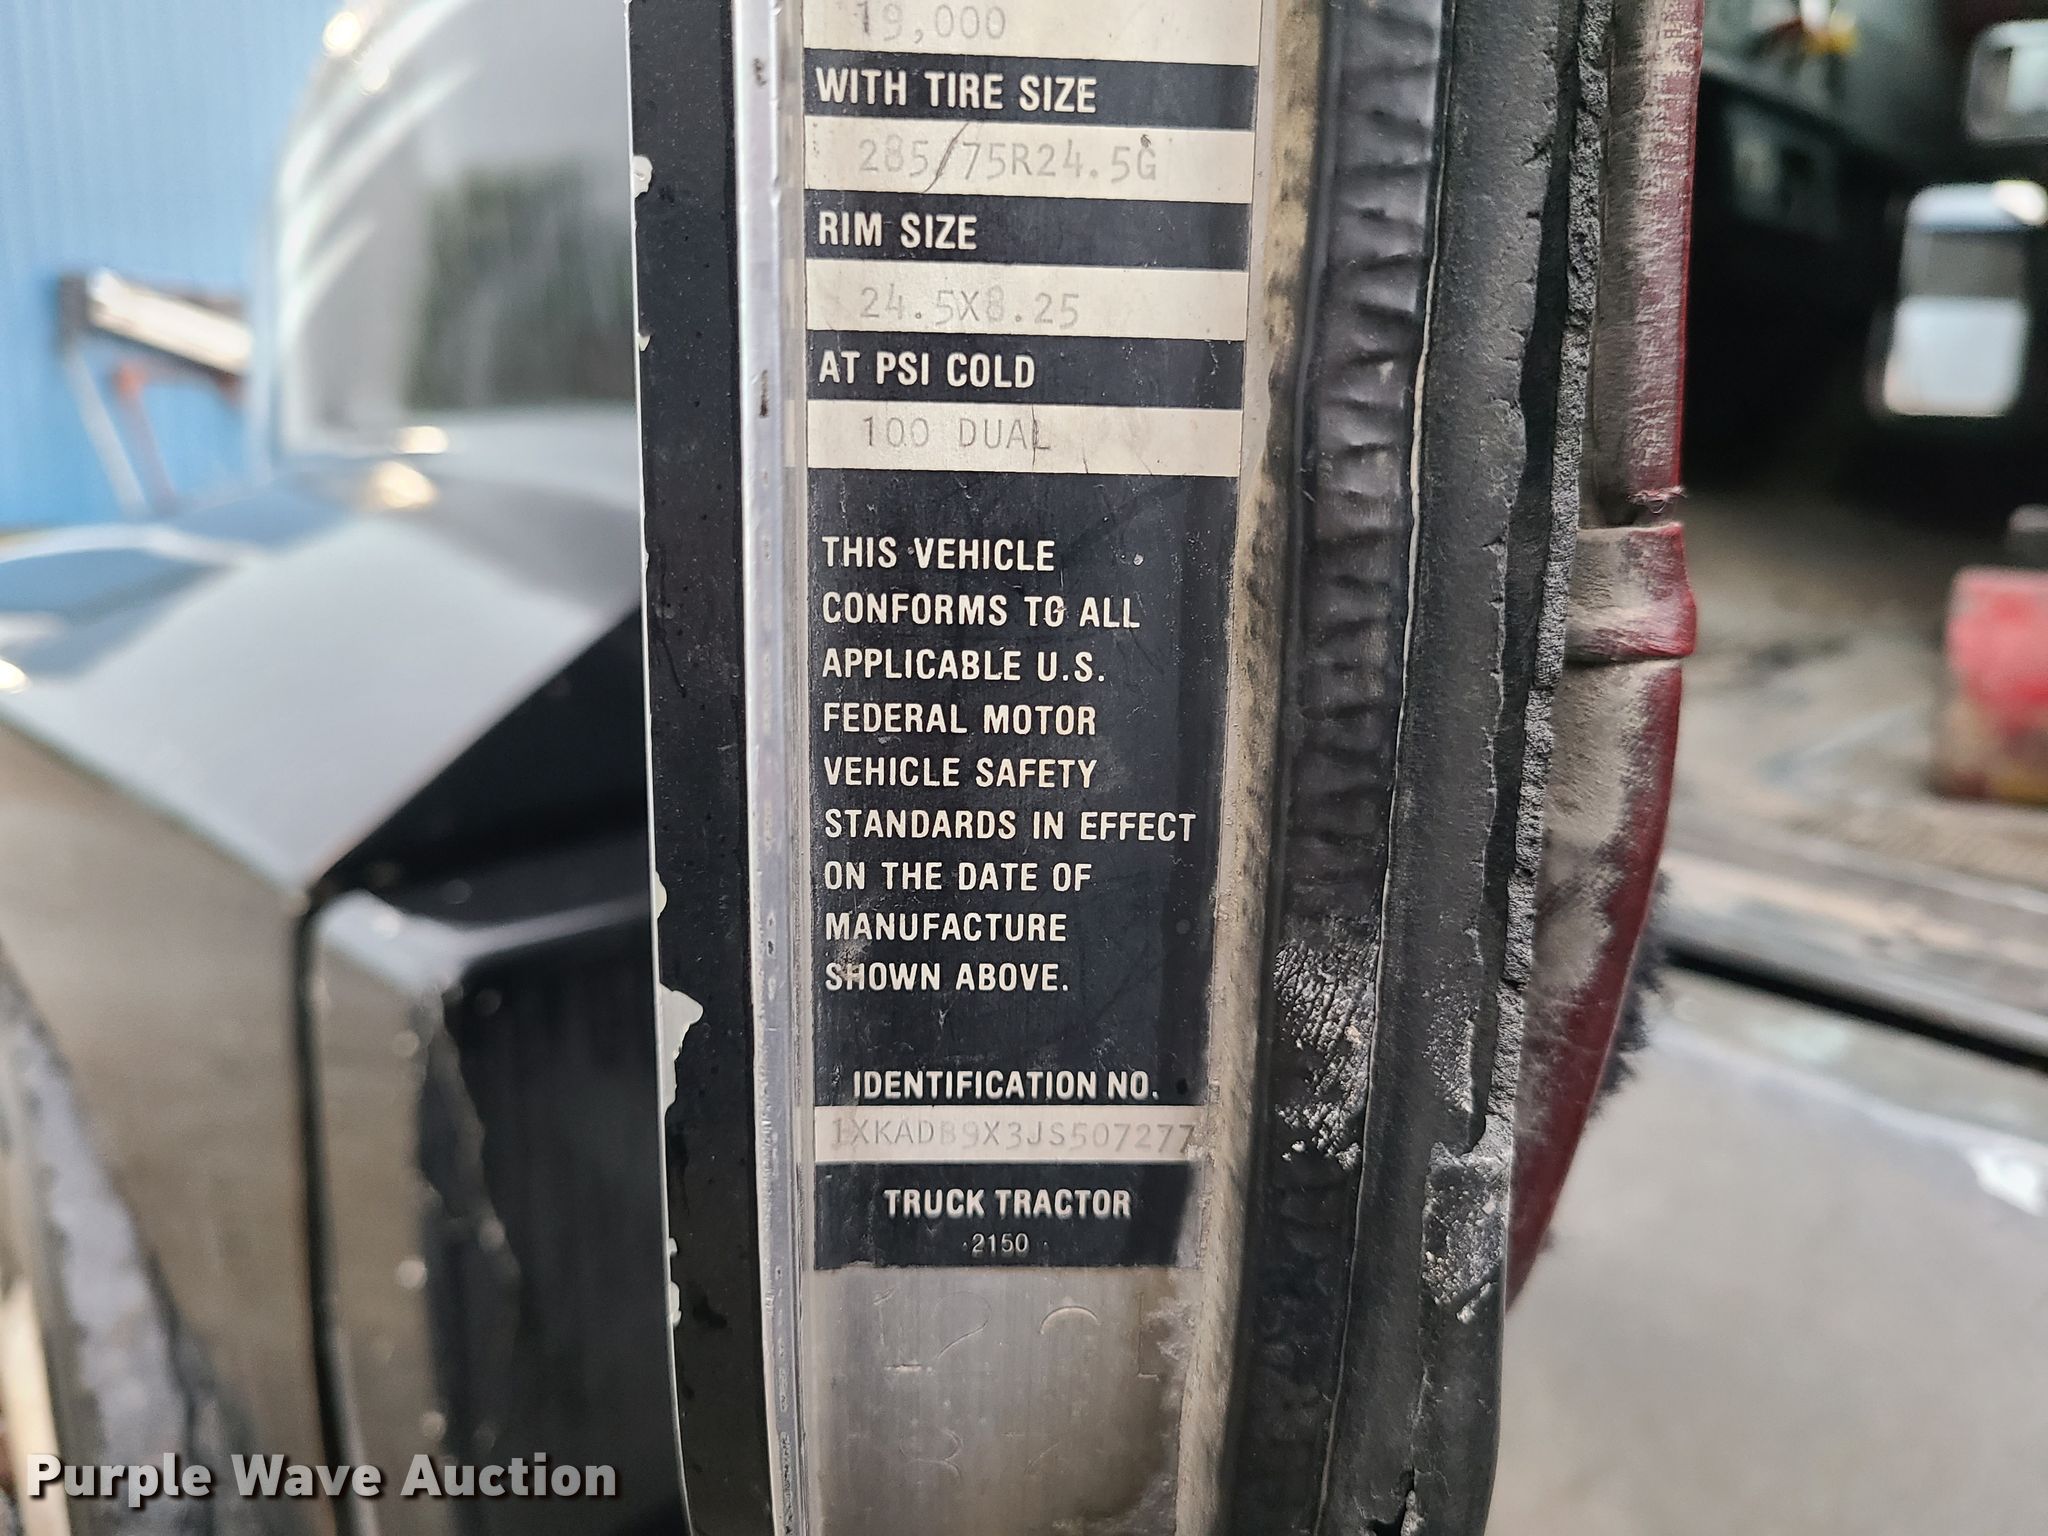 19,000
WITH TIRE SIZE
285/75R24.5G
RIM SIZE
24.5X8.25
AT PSI COLD
100 DUAL
THIS VEHICLE
CONFORMS TO ALL
APPLICABLE U.S.
FEDERAL MOTOR
VEHICLE SAFETY
STANDARDS IN EFFECT
ON THE DATE OF
MANUFACTURE
SHOWN ABOVE.
IDENTIFICATION NO.
1XKADB9X3JS507277
TRUCK TRACTOR
2150
Purple Wave Auction